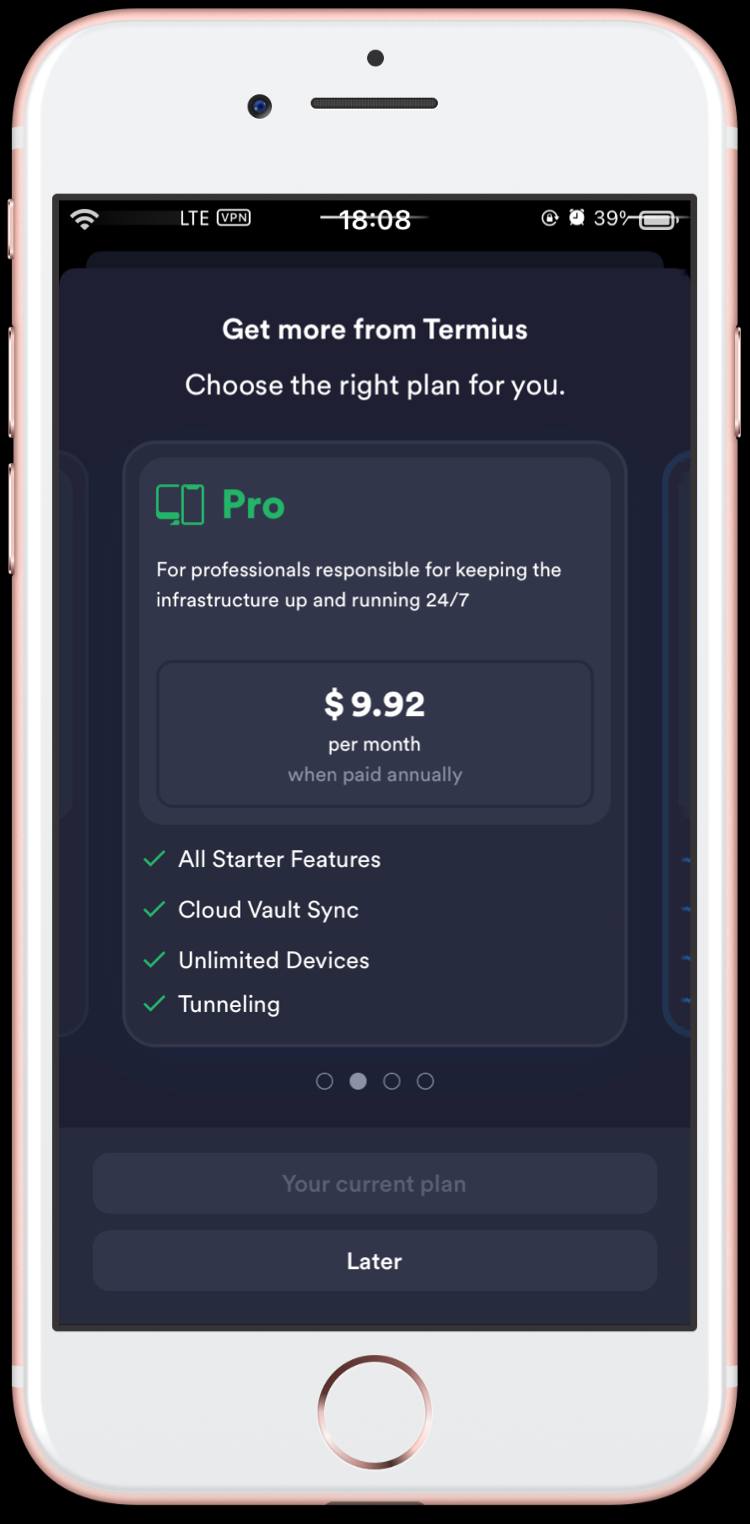 LTE VPN 18:08 39%
Get more from Termius
Choose the right plan for you.
Pro
For professionals responsible for keeping the
infrastructure up and running 24/7
$ 9.92
per month
when paid annually
All Starter Features
Cloud Vault Sync
Unlimited Devices
Tunneling
Your current plan
Later